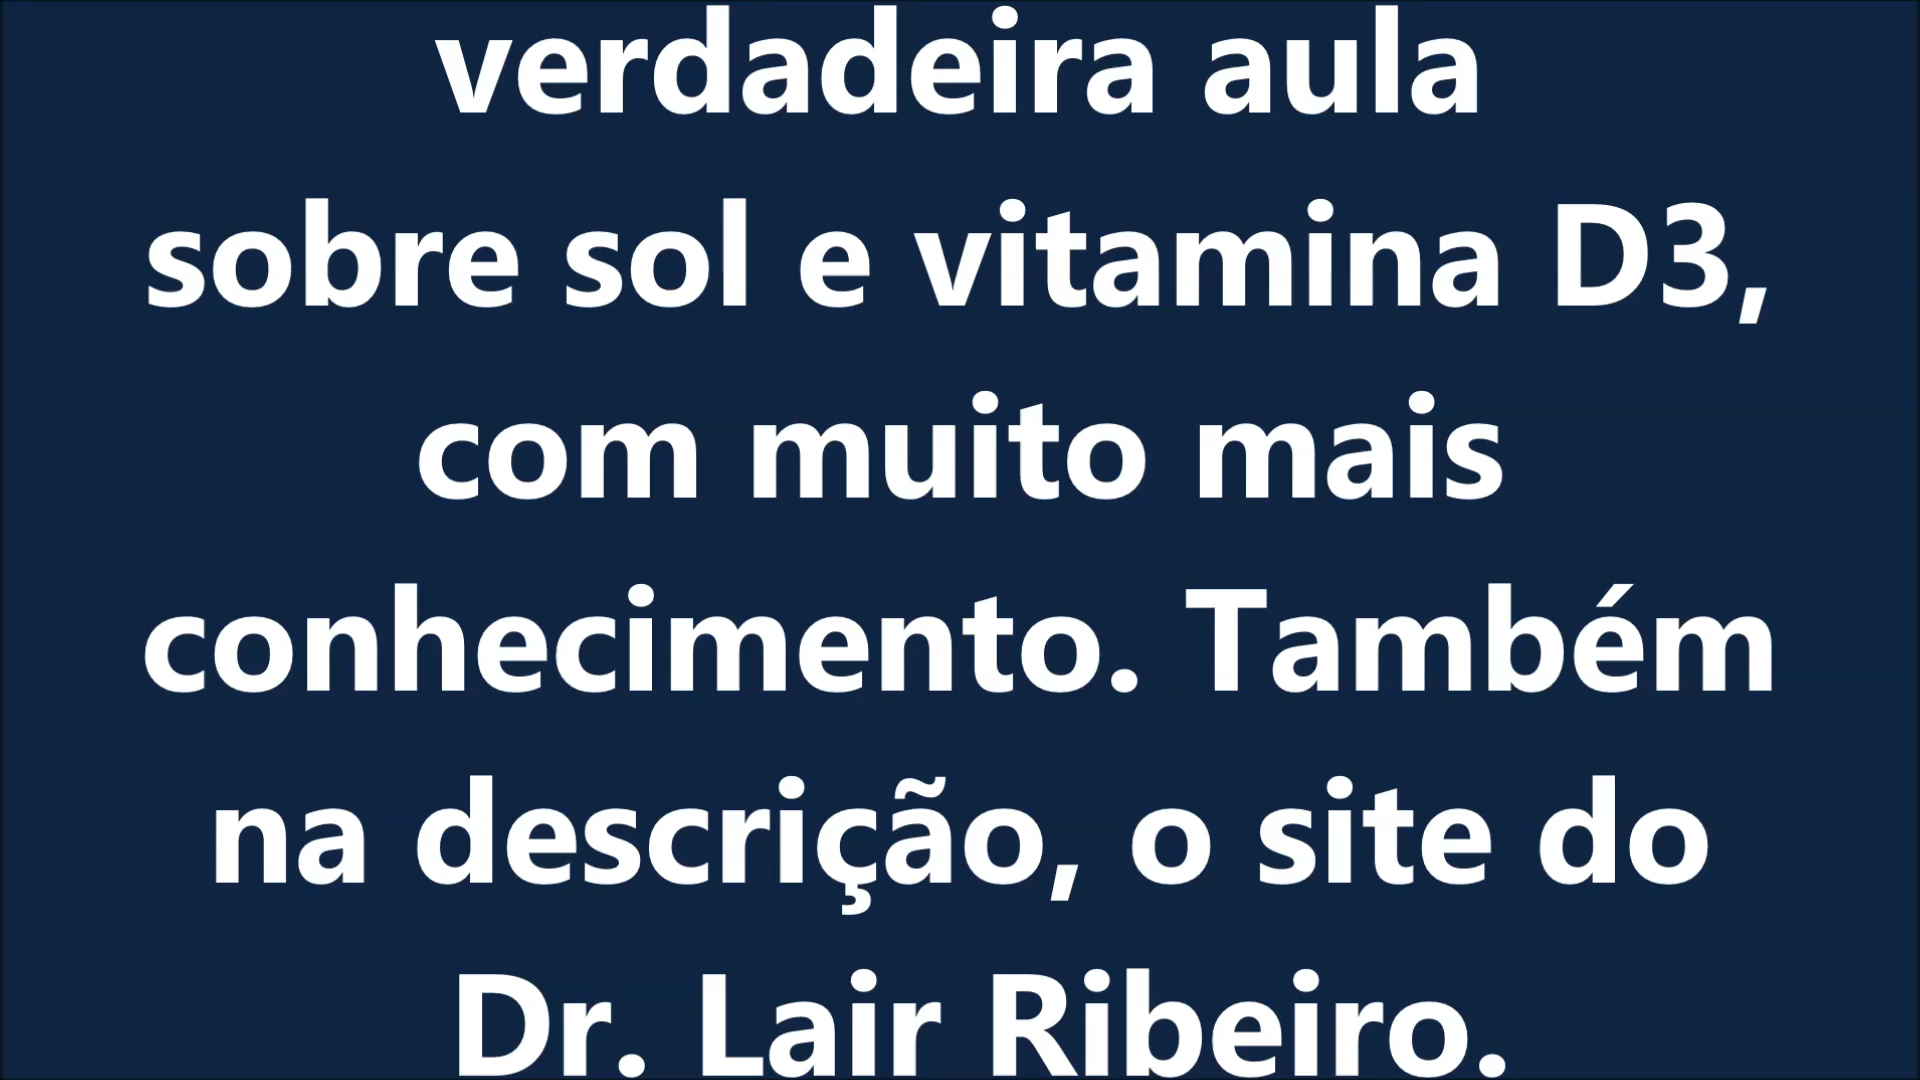 verdadeira aula
sobre sol e vitamina D3,
com muito mais
conhecimento. Também
na descrição, o site do
Dr. Lair Ribeiro.